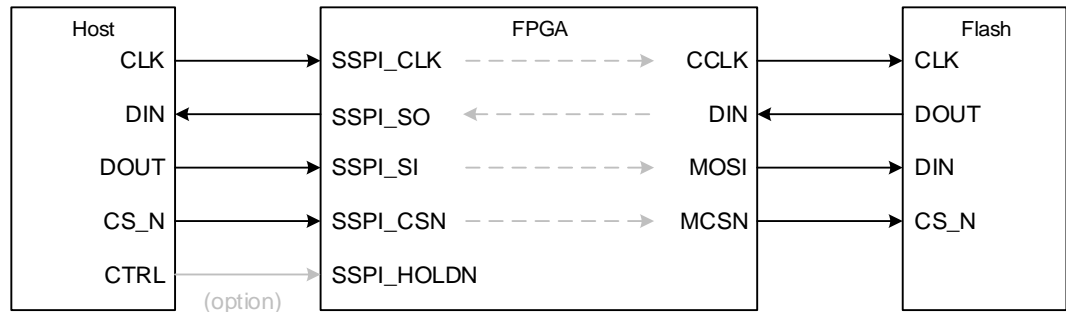 Host FPGA Flash
CLK SSPI_CLK CCLK CLK
DIN SSPI_SO DIN DOUT
DOUT SSPI_SI MOSI DIN
CS_N SSPI_CSN MCSN CS_N
CTRL SSPI_HOLDN
(option)